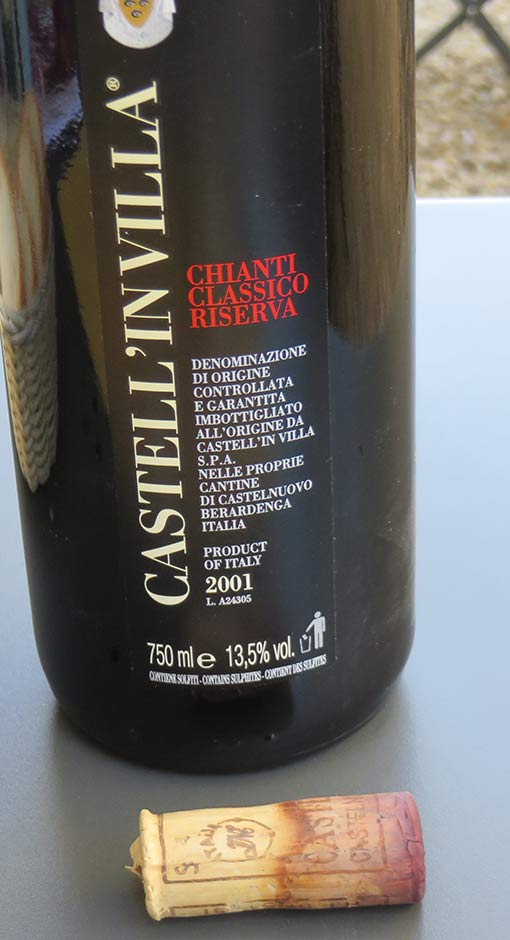 CASTELL'IN VILLA®
CHIANTI
CLASSICO
RISERVA
DENOMINAZIONE
DI ORIGINE
CONTROLLATA
E GARANTITA
IMBOTTIGLIATO
ALL'ORIGINE DA
CASTELL'IN VILLA
S.P.A.
NELLE PROPRIE
CANTINE
DI CASTELNUOVO
BERARDENGA
ITALIA
PRODUCT
OF ITALY
2001
L. A24305
750 ml e 13,5% vol.
CONTIENE SOLFITI - CONTAINS SULPHITES - CONTIENT DES SULFITES